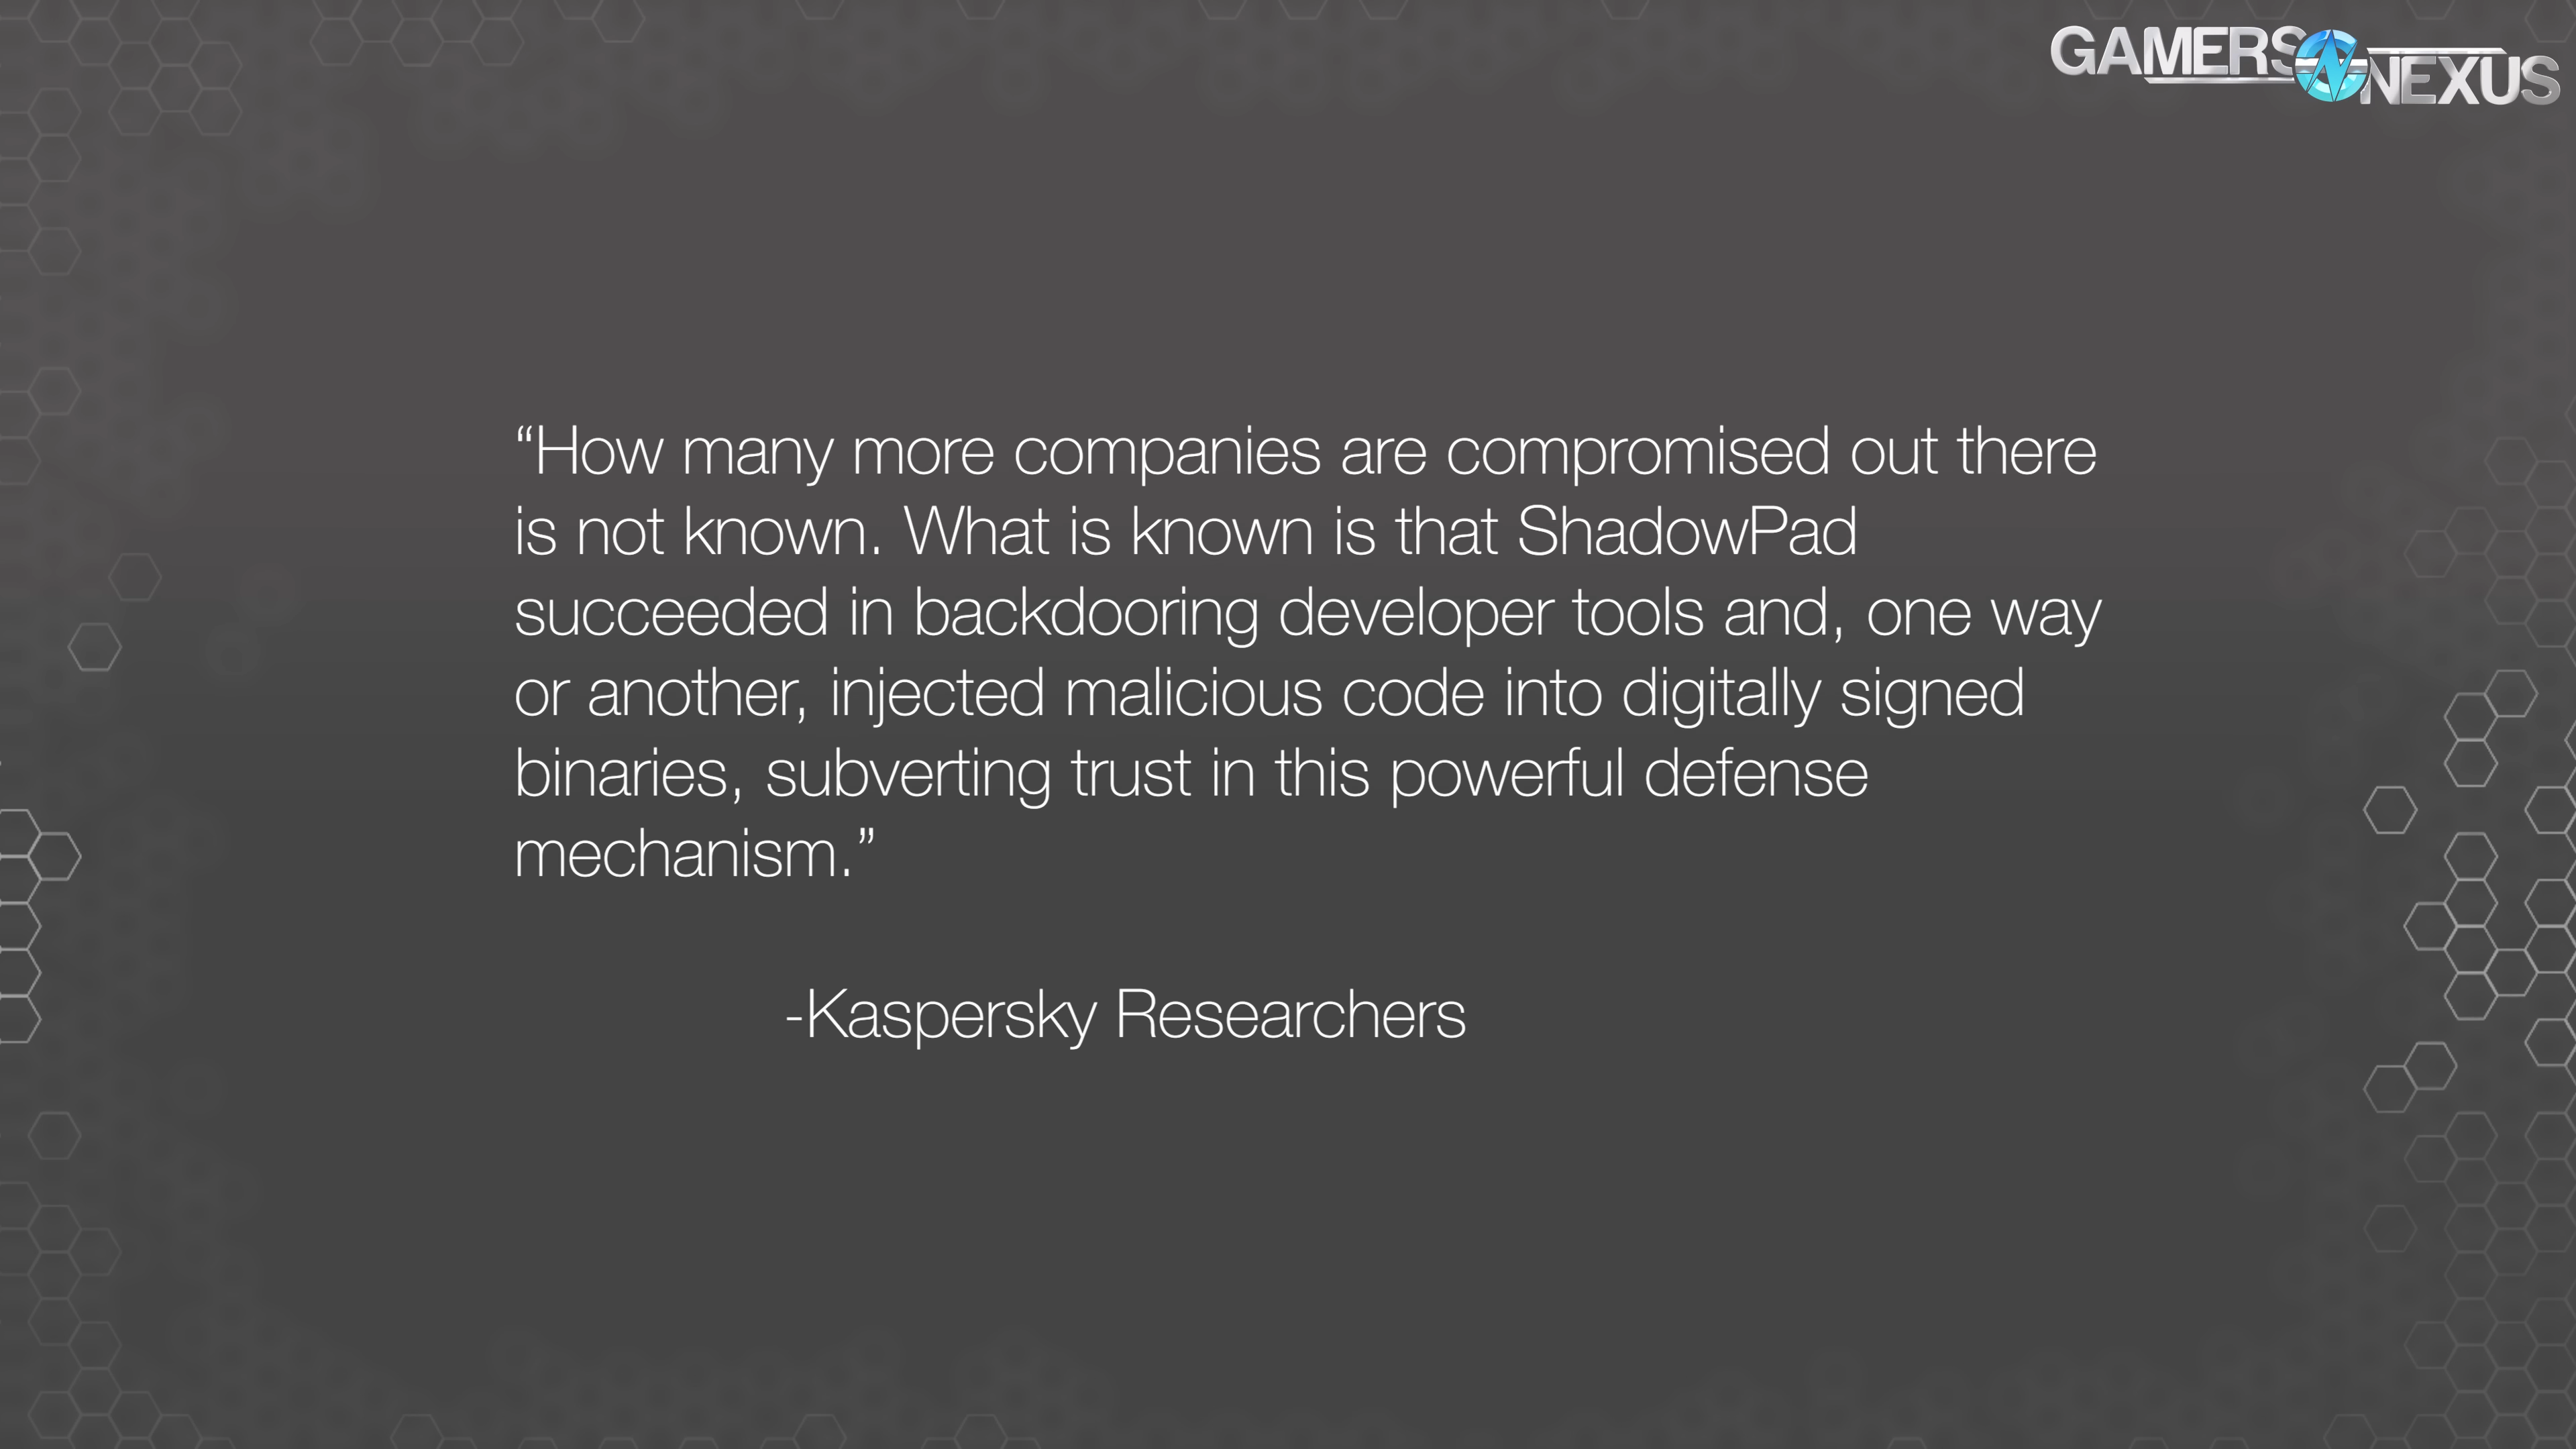 GAMERS NEXUS
“How many more companies are compromised out there
is not known. What is known is that ShadowPad
succeeded in backdooring developer tools and, one way
or another, injected malicious code into digitally signed
binaries, subverting trust in this powerful defense
mechanism.”
-Kaspersky Researchers